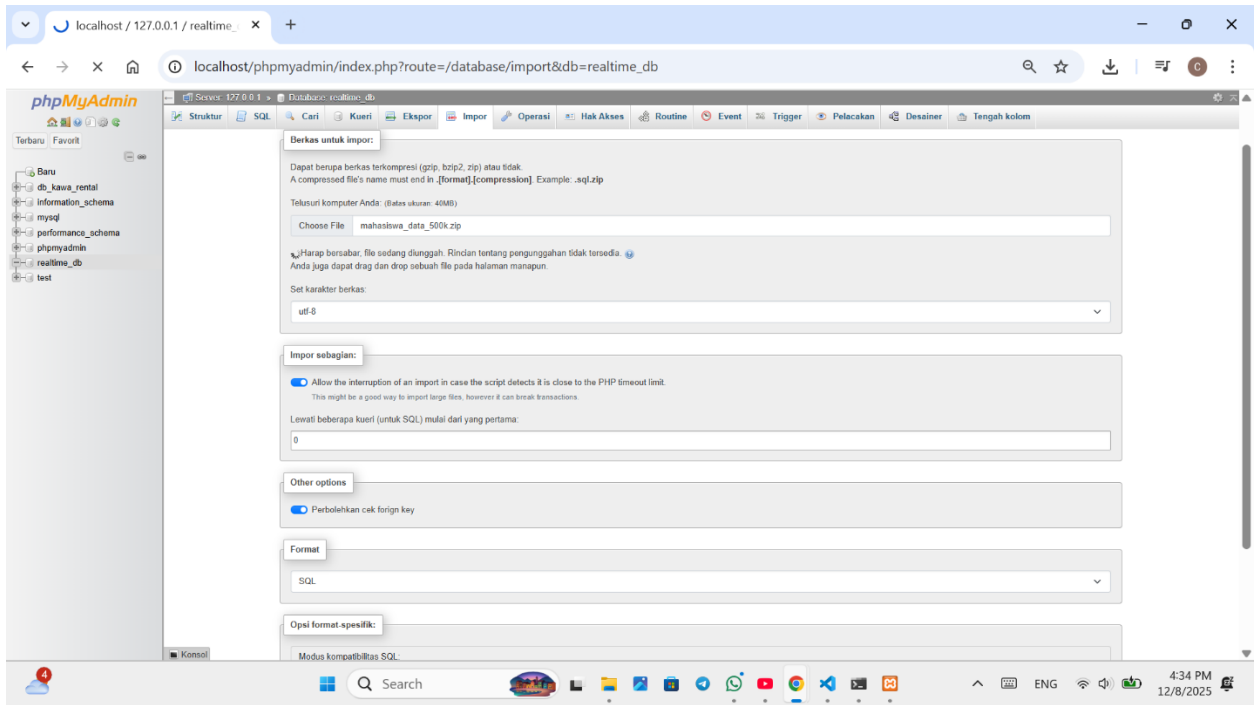 localhost / 127.0.0.1 / realtime_
localhost/phpmyadmin/index.php?route=/database/import&db=realtime_db
C
phpMyAdmin
Terbaru Favorit
Baru
db_kawa_rental
information_schema
mysql
performance_schema
phpmyadmin
realtime_db
test
Server: 127.0.0.1 » Database: realtime_db
Struktur SQL Cari Kueri Ekspor Impor Operasi Hak Akses Routine Event Trigger Pelacakan Desainer Tengah kolom
Berkas untuk impor:
Dapat berupa berkas terkompresi (gzip, bzip2, zip) atau tidak.
A compressed file's name must end in .[format].[compression]. Example: .sql.zip
Telusuri komputer Anda: (Batas ukuran: 40MB)
Choose File mahasiswa_data_500k.zip
Harap bersabar, file sedang diunggah. Rincian tentang pengunggahan tidak tersedia.
Anda juga dapat drag dan drop sebuah file pada halaman manapun.
Set karakter berkas:
utf-8
Impor sebagian:
Allow the interruption of an import in case the script detects it is close to the PHP timeout limit.
This might be a good way to import large files, however it can break transactions.
Lewati beberapa kueri (untuk SQL) mulai dari yang pertama:
0
Other options
Perbolehkan cek forign key
Format
SQL
Opsi format-spesifik:
Modus kompatibilitas SQL:
Konsol
4
Search
ENG
4:34 PM
12/8/2025